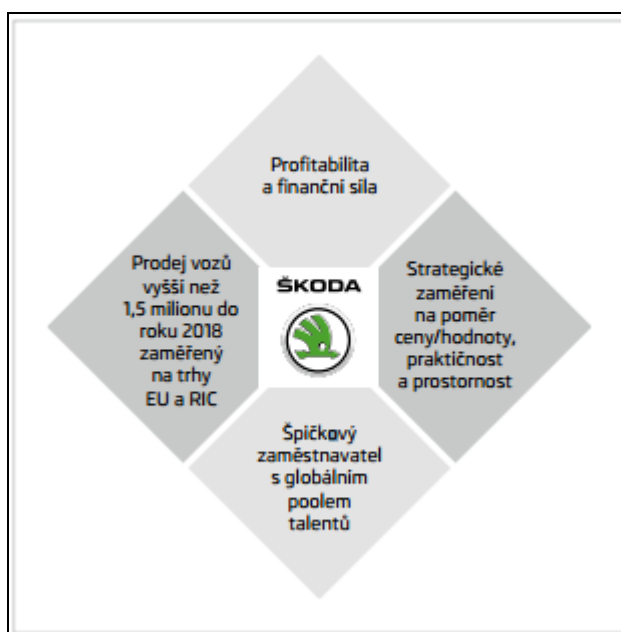 Profitabilita
a finanční síla
Prodej vozů
vyšší než
1,5 milionu do
roku 2018
zaměřený
na trhy
EU a RIC
ŠKODA
Strategické
zaměření
na poměr
ceny/hodnoty,
praktičnost
a prostornost
Špičkový
zaměstnavatel
s globálním
poolem
talentů